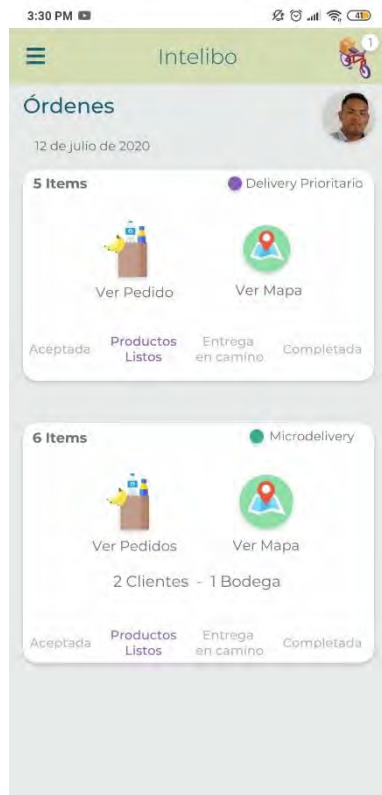 3:30 PM
41
Intelibo
1
Órdenes
12 de julio de 2020
5 Items
Delivery Prioritario
Ver Pedido
Ver Mapa
Aceptada
Productos Listos
Entrega en camino
Completada
6 Items
Microdelivery
Ver Pedidos
Ver Mapa
2 Clientes - 1 Bodega
Aceptada
Productos Listos
Entrega en camino
Completada